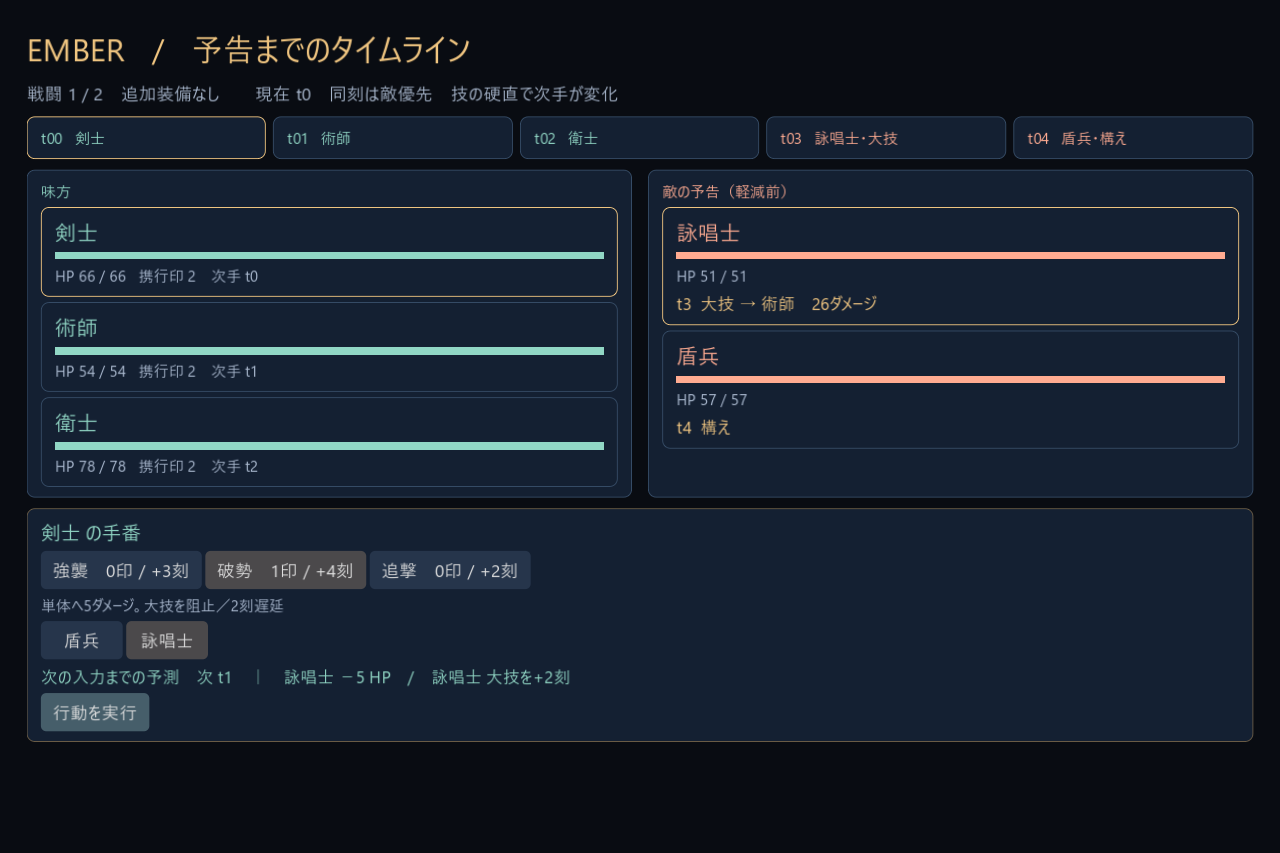 EMBER / 予告までのタイムライン
戦闘 1 / 2 追加装備なし 現在 t0 同刻は敵優先 技の硬直で次手が変化
t00 剣士 t01 術師 t02 衛士 t03 詠唱士・大技 t04 盾兵・構え
味方
剣士
HP 66 / 66 携行印 2 次手 t0
術師
HP 54 / 54 携行印 2 次手 t1
衛士
HP 78 / 78 携行印 2 次手 t2
敵の予告（軽減前）
詠唱士
HP 51 / 51
t3 大技 → 術師 26ダメージ
盾兵
HP 57 / 57
t4 構え
剣士 の手番
強襲 0印 / +3刻 破勢 1印 / +4刻 追撃 0印 / +2刻
単体へ5ダメージ。大技を阻止／2刻遅延
盾兵 詠唱士
次の入力までの予測 次 t1 ｜ 詠唱士 −5 HP / 詠唱士 大技を+2刻
行動を実行